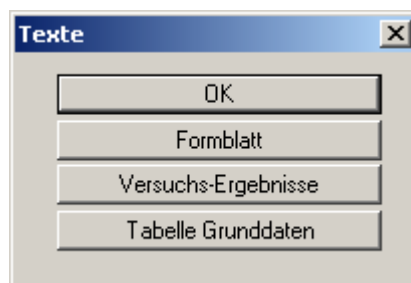 Texte
OK
Formblatt
Versuchs-Ergebnisse
Tabelle Grunddaten